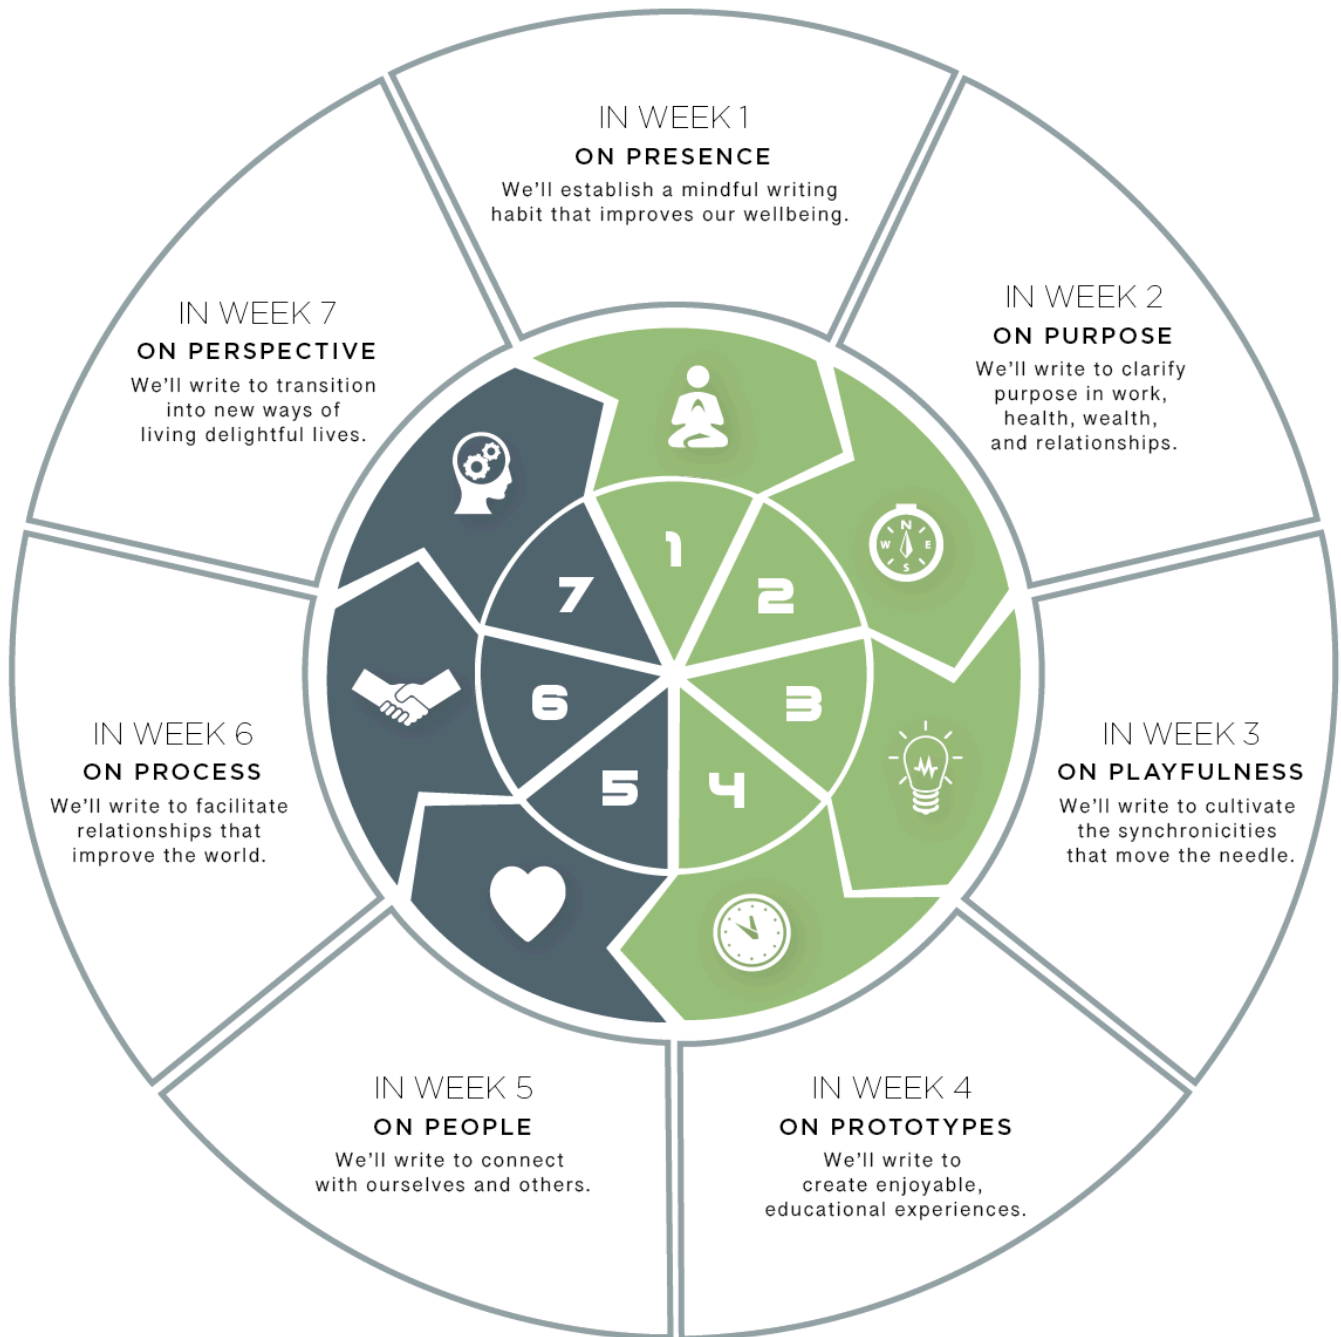 IN WEEK 1
ON PRESENCE
We'll establish a mindful writing
habit that improves our wellbeing.
IN WEEK 2
ON PURPOSE
We'll write to clarify
purpose in work,
health, wealth,
and relationships.
IN WEEK 3
ON PLAYFULNESS
We'll write to cultivate
the synchronicities
that move the needle.
IN WEEK 4
ON PROTOTYPES
We'll write to
create enjoyable,
educational experiences.
IN WEEK 5
ON PEOPLE
We'll write to connect
with ourselves and others.
IN WEEK 6
ON PROCESS
We'll write to facilitate
relationships that
improve the world.
IN WEEK 7
ON PERSPECTIVE
We'll write to transition
into new ways of
living delightful lives.
1
2
3
4
5
6
7
N
W E
S